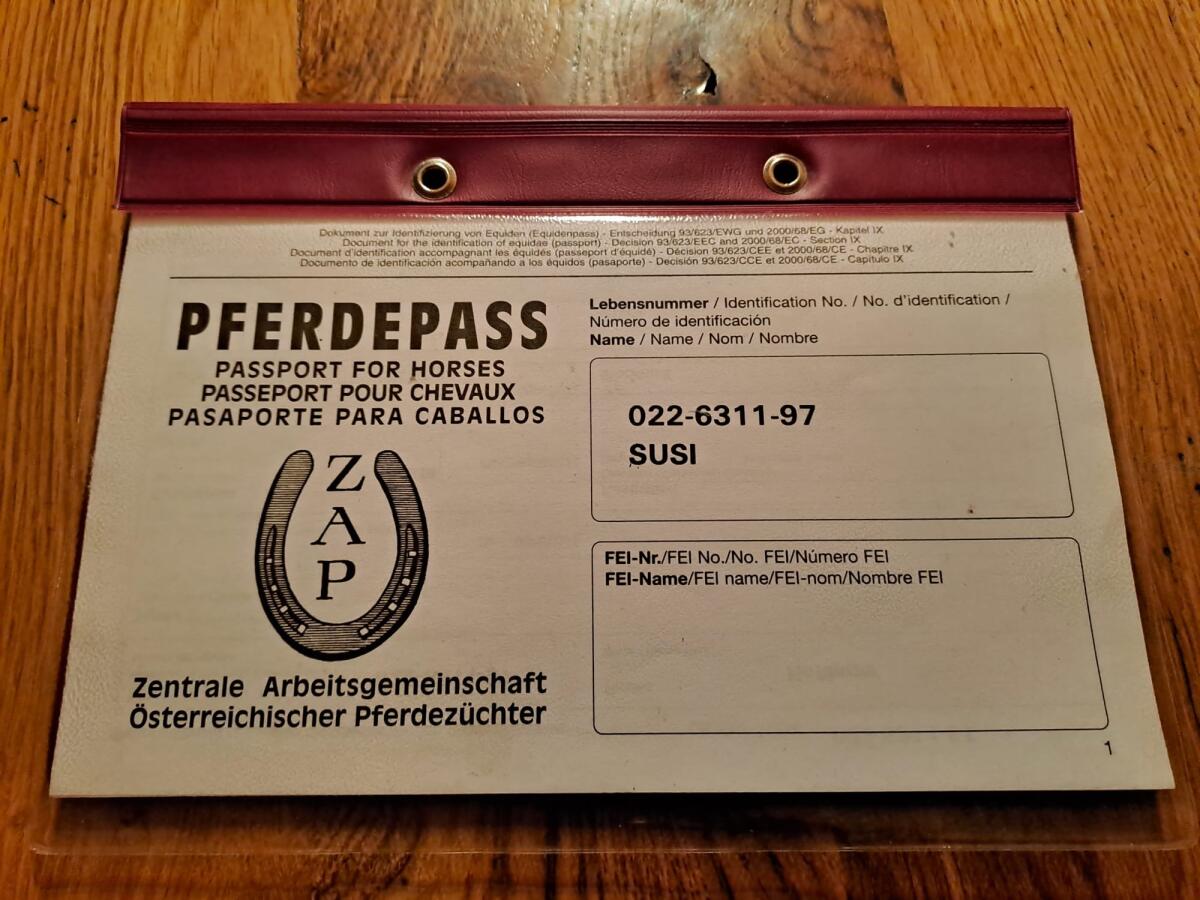 Dokument zur Identifizierung von Equiden (Equidenpass) - Entscheidung 93/623/EWG und 2000/68/EG - Kapitel IX
Document for the identification of equidae (passport) - Decision 93/623/EEC and 2000/68/EC - Section IX
Document d'identification accompagnant les équidés (passeport d'équidé) - Décision 93/623/CEE et 2000/68/CE - Chapitre IX
Documento de identificación acompañando a los équidos (pasaporte) - Decisión 93/623/CCE et 2000/68/CE - Capitulo IX
PFERDEPASS
PASSPORT FOR HORSES
PASSEPORT POUR CHEVAUX
PASAPORTE PARA CABALLOS
Z
A
P
Zentrale Arbeitsgemeinschaft
Österreichischer Pferdezüchter
Lebensnummer / Identification No. / No. d'identification /
Número de identificación
Name / Name / Nom / Nombre
022-6311-97
SUSI
FEI-Nr./FEI No./No. FEI/Número FEI
FEI-Name/FEI name/FEI-nom/Nombre FEI
1